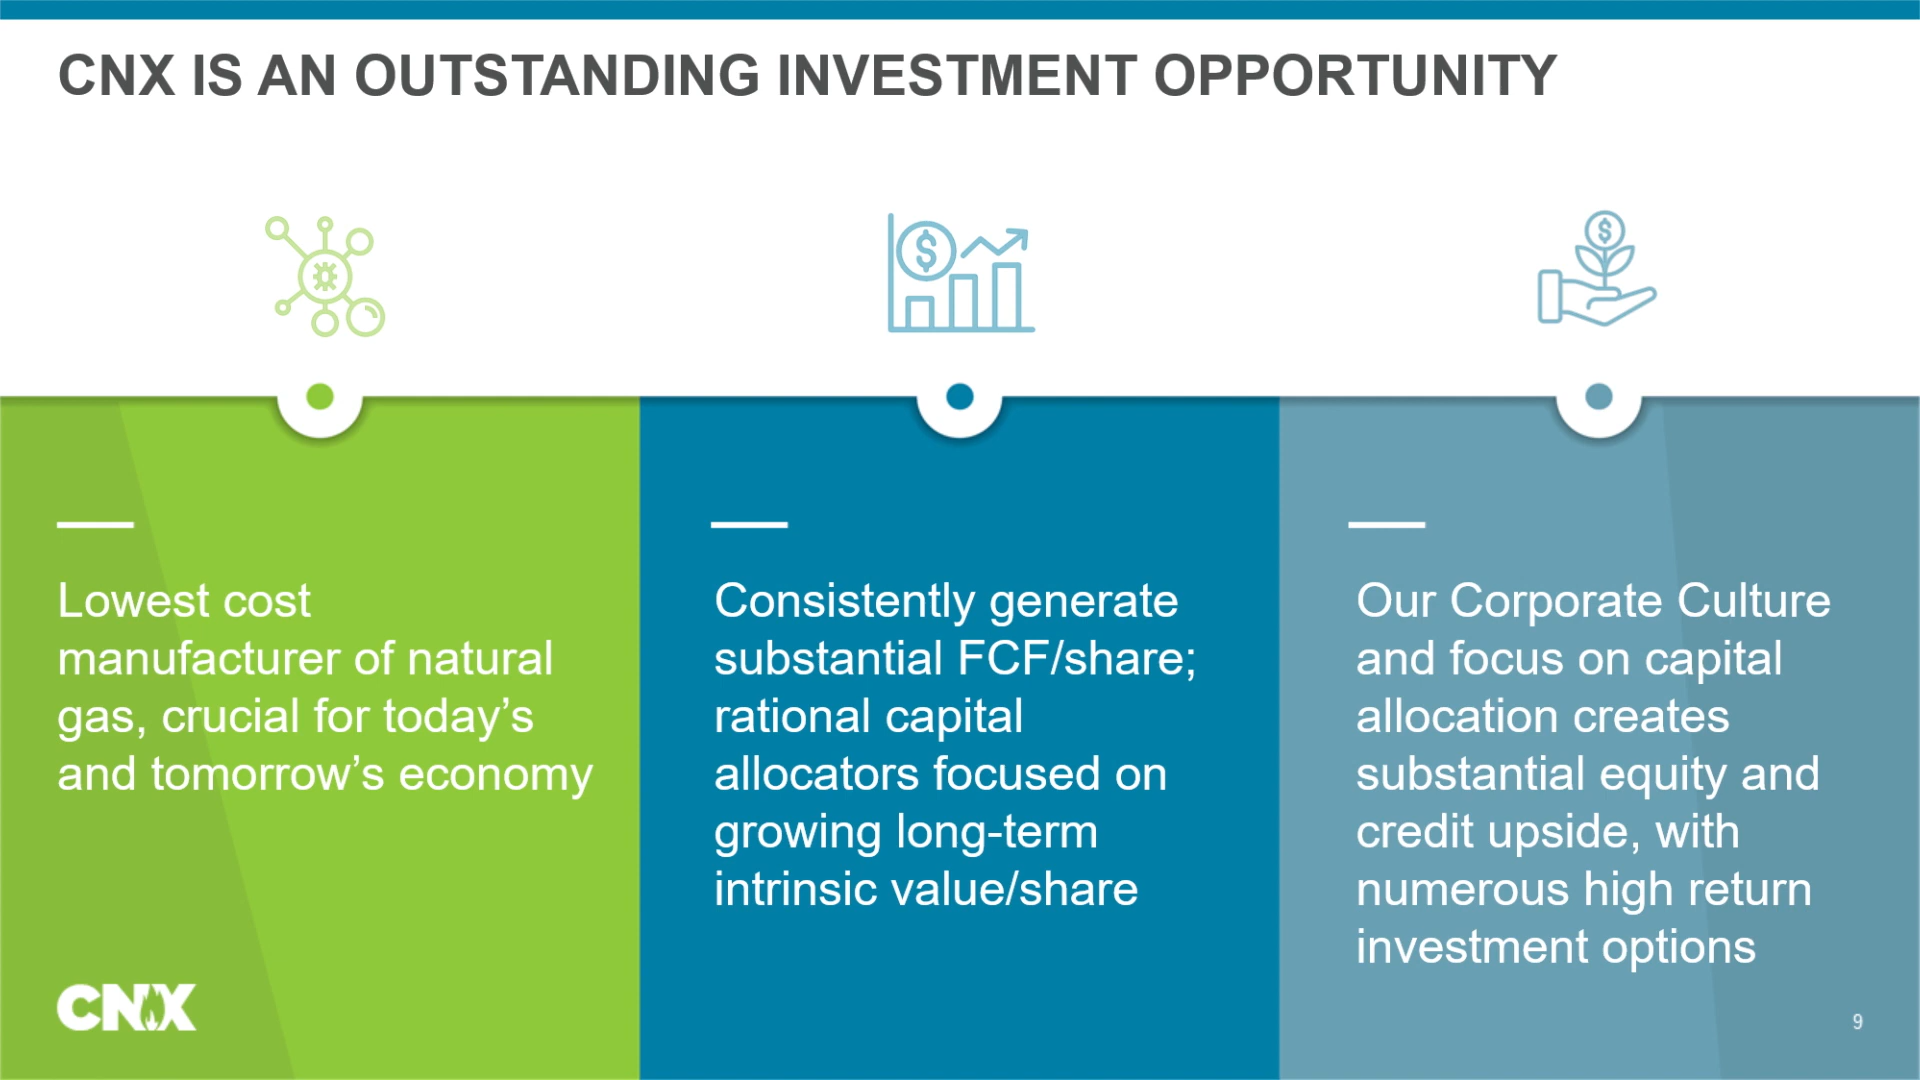 CNX IS AN OUTSTANDING INVESTMENT OPPORTUNITY
$
$
Lowest cost
manufacturer of natural
gas, crucial for today’s
and tomorrow’s economy
Consistently generate
substantial FCF/share;
rational capital
allocators focused on
growing long-term
intrinsic value/share
Our Corporate Culture
and focus on capital
allocation creates
substantial equity and
credit upside, with
numerous high return
investment options
CNX
9